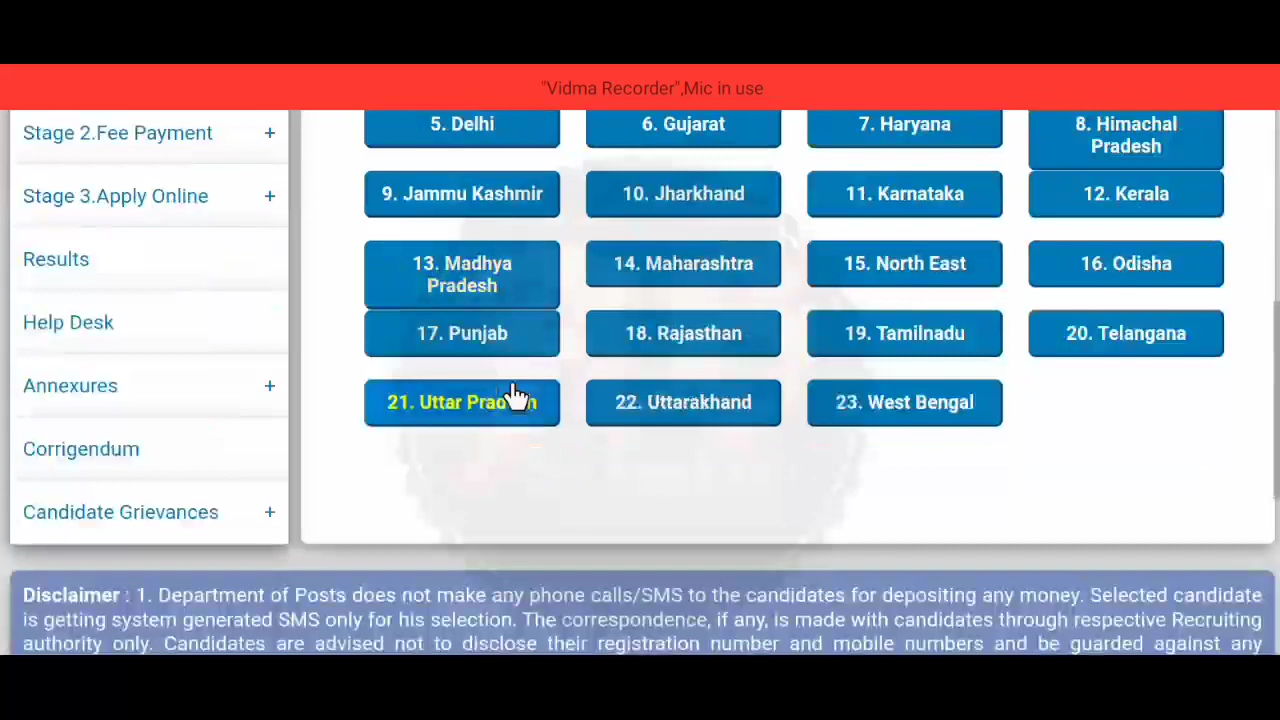 "Vidma Recorder",Mic in use
Stage 2.Fee Payment +
Stage 3.Apply Online +
Results
Help Desk
Annexures +
Corrigendum
Candidate Grievances +
5. Delhi
6. Gujarat
7. Haryana
8. Himachal
Pradesh
9. Jammu Kashmir
10. Jharkhand
11. Karnataka
12. Kerala
13. Madhya
Pradesh
14. Maharashtra
15. North East
16. Odisha
17. Punjab
18. Rajasthan
19. Tamilnadu
20. Telangana
21. Uttar Pradesh
22. Uttarakhand
23. West Bengal
Disclaimer : 1. Department of Posts does not make any phone calls/SMS to the candidates for depositing any money. Selected candidate
is getting system generated SMS only for his selection. The correspondence, if any, is made with candidates through respective Recruiting
authority only. Candidates are advised not to disclose their registration number and mobile numbers and be guarded against any